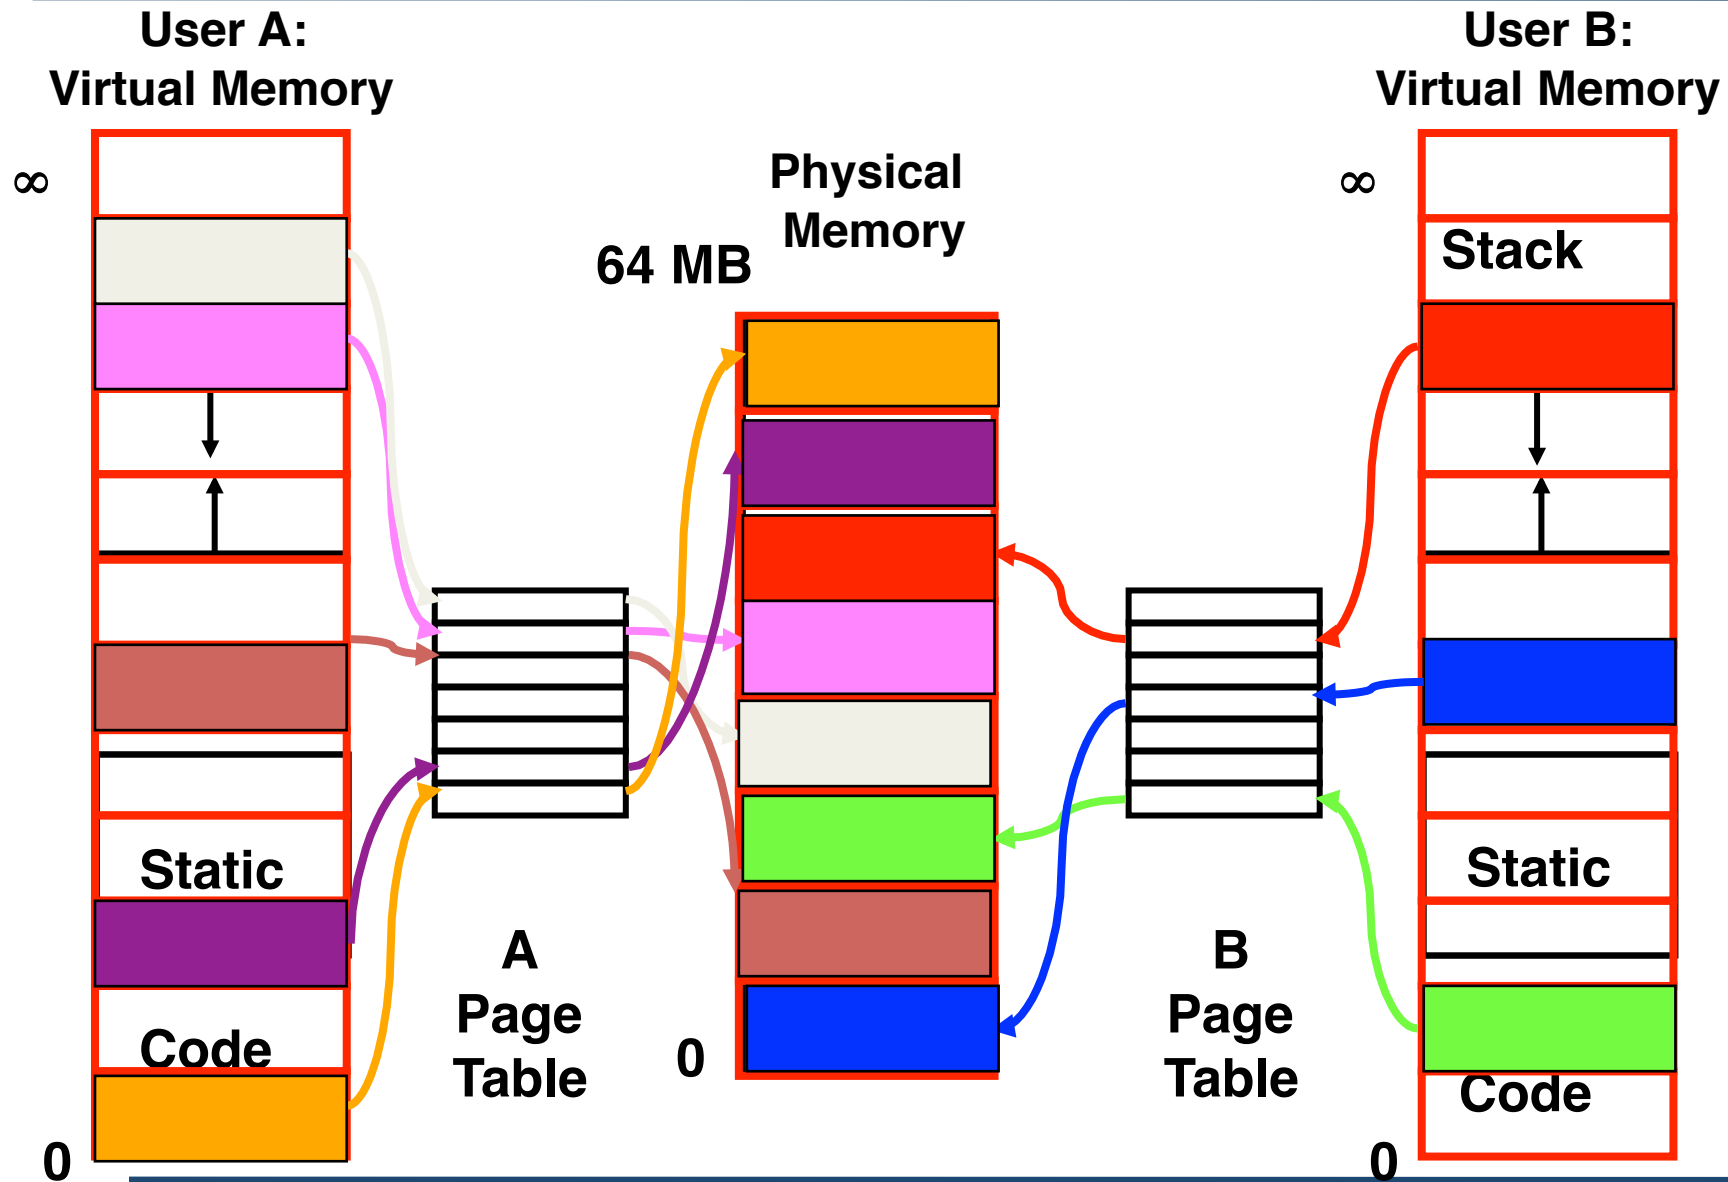 User A:
Virtual Memory
∞
Static
Code
0
A
Page
Table
Physical
Memory
64 MB
0
B
Page
Table
User B:
Virtual Memory
∞
Stack
Static
Code
0